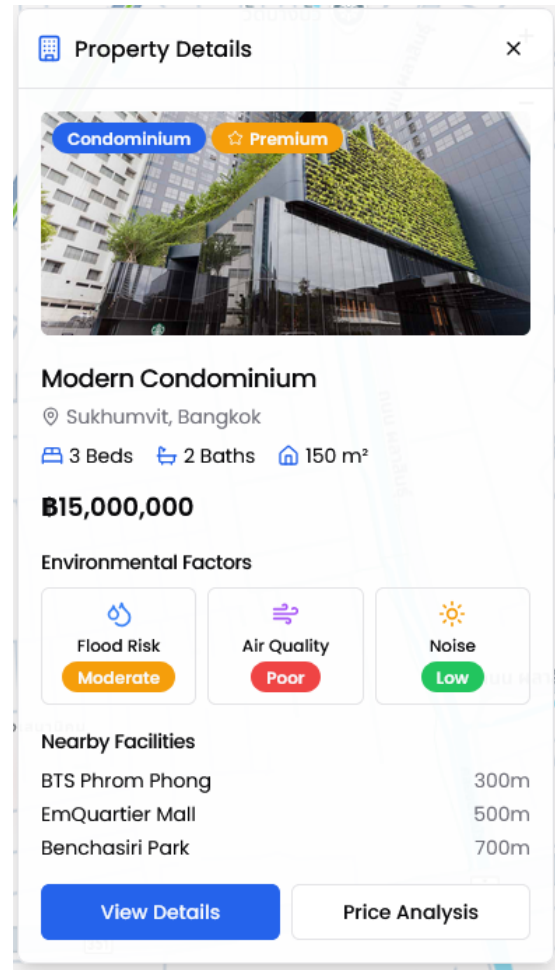 Property Details
Condominium Premium
Modern Condominium
Sukhumvit, Bangkok
3 Beds 2 Baths 150 m²
฿15,000,000
Environmental Factors
Flood Risk Air Quality Noise
Moderate Poor Low
Nearby Facilities
BTS Phrom Phong 300m
EmQuartier Mall 500m
Benchasiri Park 700m
View Details Price Analysis